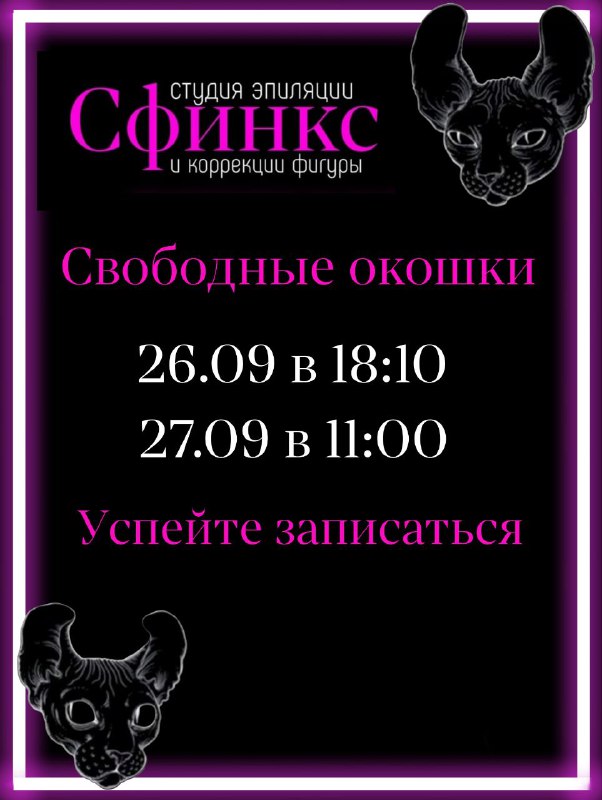 студия эпиляции
Сфинкс
и коррекции фигуры
Свободные окошки
26.09 в 18:10
27.09 в 11:00
Успейте записаться